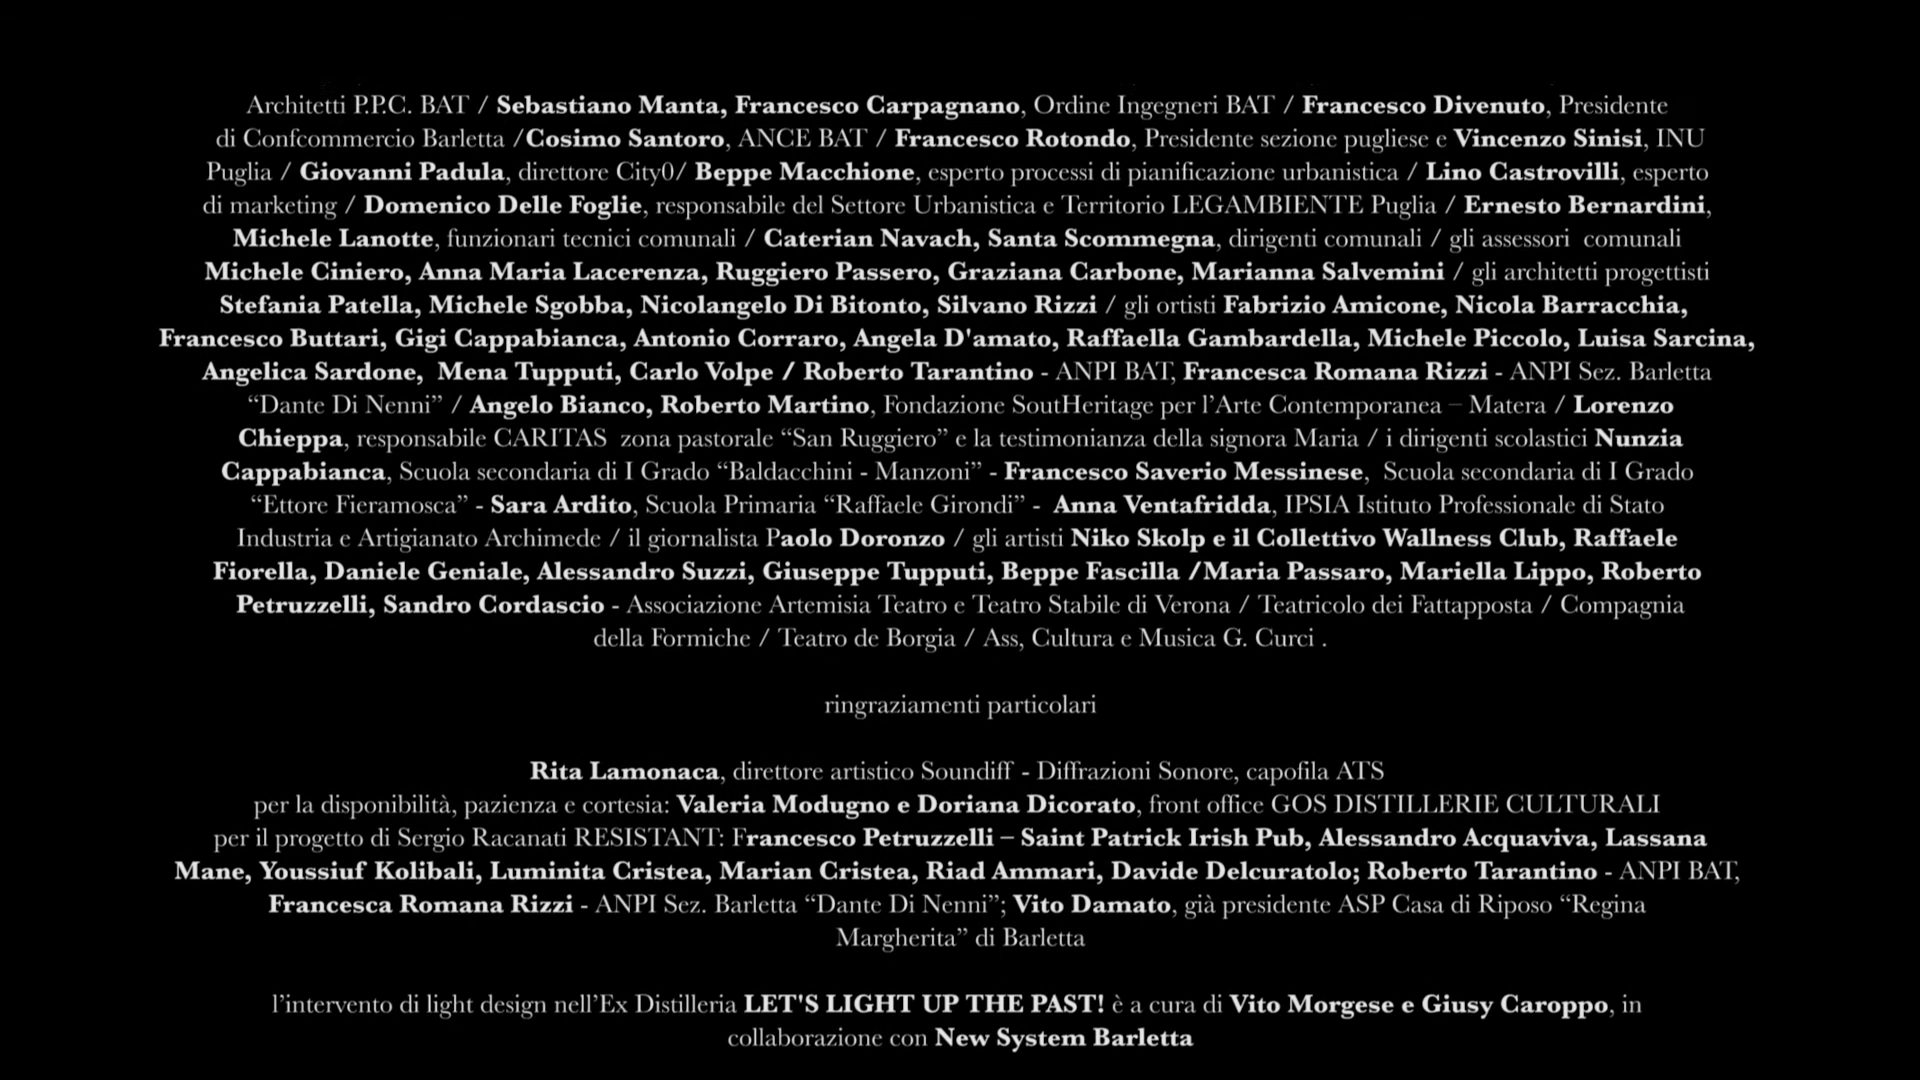 Architetti P.P.C. BAT / Sebastiano Manta, Francesco Carpagnano, Ordine Ingegneri BAT / Francesco Divenuto, Presidente
di Confcommercio Barletta /Cosimo Santoro, ANCE BAT / Francesco Rotondo, Presidente sezione pugliese e Vincenzo Sinisi, INU
Puglia / Giovanni Padula, direttore City0/ Beppe Macchione, esperto processi di pianificazione urbanistica / Lino Castrovilli, esperto
di marketing / Domenico Delle Foglie, responsabile del Settore Urbanistica e Territorio LEGAMBIENTE Puglia / Ernesto Bernardini,
Michele Lanotte, funzionari tecnici comunali / Caterian Navach, Santa Scommegna, dirigenti comunali / gli assessori  comunali
Michele Ciniero, Anna Maria Lacerenza, Ruggiero Passero, Graziana Carbone, Marianna Salvemini / gli architetti progettisti
Stefania Patella, Michele Sgobba, Nicolangelo Di Bitonto, Silvano Rizzi / gli ortisti Fabrizio Amicone, Nicola Barracchia,
Francesco Buttari, Gigi Cappabianca, Antonio Corraro, Angela D'amato, Raffaella Gambardella, Michele Piccolo, Luisa Sarcina,
Angelica Sardone,  Mena Tupputi, Carlo Volpe / Roberto Tarantino - ANPI BAT, Francesca Romana Rizzi - ANPI Sez. Barletta
“Dante Di Nenni” / Angelo Bianco, Roberto Martino, Fondazione SoutHeritage per l’Arte Contemporanea – Matera / Lorenzo
Chieppa, responsabile CARITAS  zona pastorale “San Ruggiero” e la testimonianza della signora Maria / i dirigenti scolastici Nunzia
Cappabianca, Scuola secondaria di I Grado “Baldacchini - Manzoni” - Francesco Saverio Messinese,  Scuola secondaria di I Grado
“Ettore Fieramosca” - Sara Ardito, Scuola Primaria “Raffaele Girondi” -  Anna Ventafridda, IPSIA Istituto Professionale di Stato
Industria e Artigianato Archimede / il giornalista Paolo Doronzo / gli artisti Niko Skolp e il Collettivo Wallness Club, Raffaele
Fiorella, Daniele Geniale, Alessandro Suzzi, Giuseppe Tupputi, Beppe Fascilla /Maria Passaro, Mariella Lippo, Roberto
Petruzzelli, Sandro Cordascio - Associazione Artemisia Teatro e Teatro Stabile di Verona / Teatricolo dei Fattapposta / Compagnia
della Formiche / Teatro de Borgia / Ass, Cultura e Musica G. Curci .
ringraziamenti particolari
Rita Lamonaca, direttore artistico Soundiff - Diffrazioni Sonore, capofila ATS
per la disponibilità, pazienza e cortesia: Valeria Modugno e Doriana Dicorato, front office GOS DISTILLERIE CULTURALI
per il progetto di Sergio Racanati RESISTANT: Francesco Petruzzelli – Saint Patrick Irish Pub, Alessandro Acquaviva, Lassana
Mane, Youssiuf Kolibali, Luminita Cristea, Marian Cristea, Riad Ammari, Davide Delcuratolo; Roberto Tarantino - ANPI BAT,
Francesca Romana Rizzi - ANPI Sez. Barletta “Dante Di Nenni”; Vito Damato, già presidente ASP Casa di Riposo “Regina
Margherita” di Barletta
l’intervento di light design nell’Ex Distilleria LET'S LIGHT UP THE PAST! è a cura di Vito Morgese e Giusy Caroppo, in
collaborazione con New System Barletta